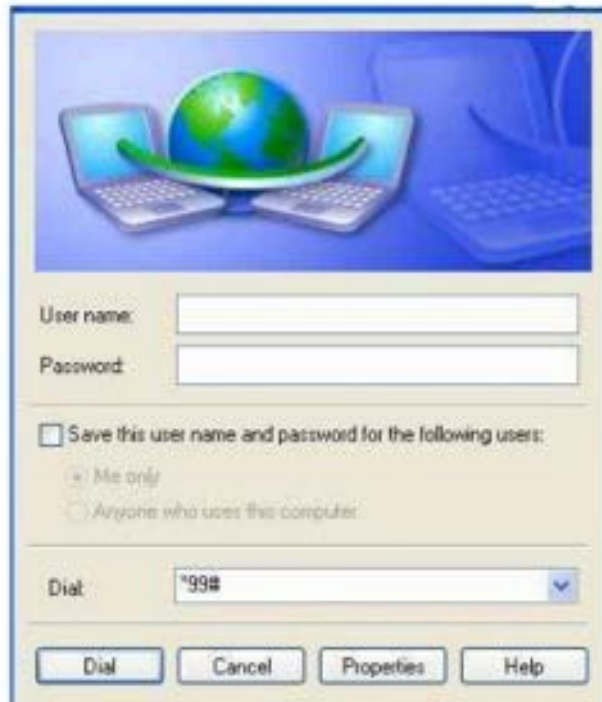 User name:
Password:
Save this user name and password for the following users:
Me only
Anyone who uses this computer
Dial:
*99#
Dial Cancel Properties Help